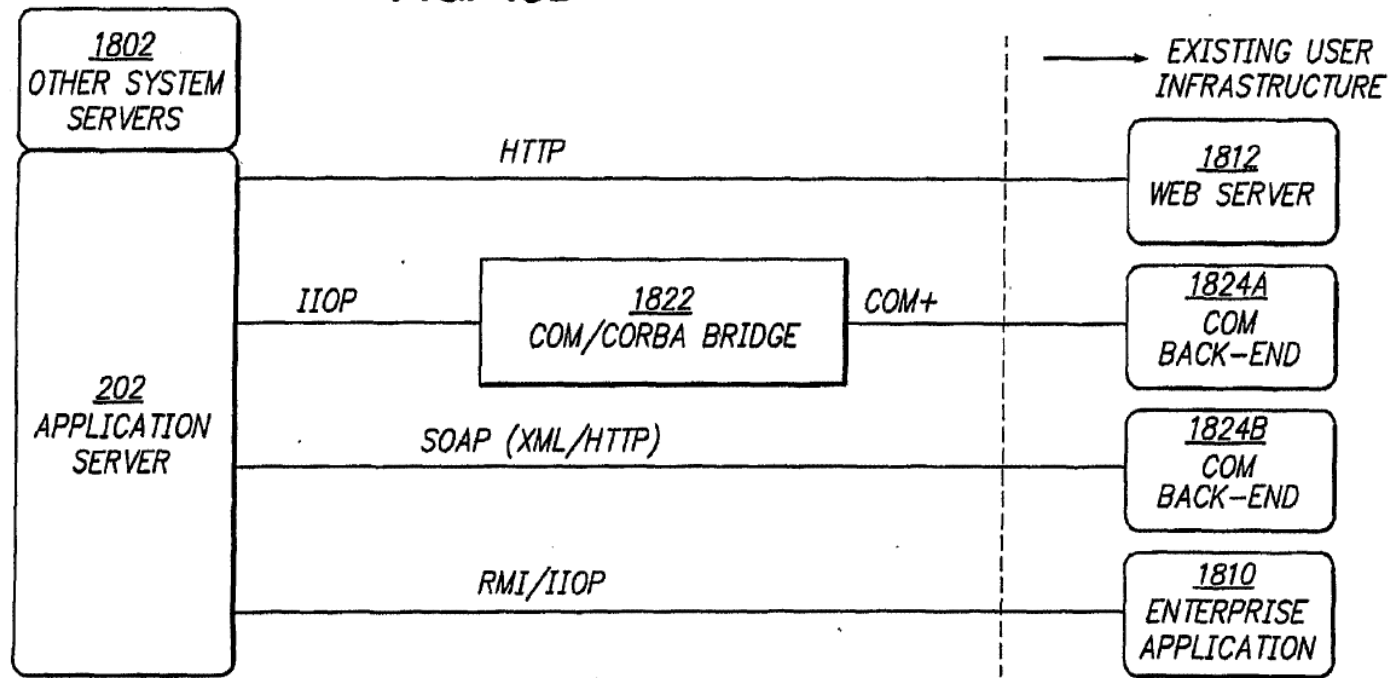 1802
OTHER SYSTEM
SERVERS
EXISTING USER
INFRASTRUCTURE
HTTP
1812
WEB SERVER
IIOP
1822
COM/CORBA BRIDGE
COM+
1824A
COM
BACK-END
202
APPLICATION
SERVER
SOAP (XML/HTTP)
1824B
COM
BACK-END
RMI/IIOP
1810
ENTERPRISE
APPLICATION